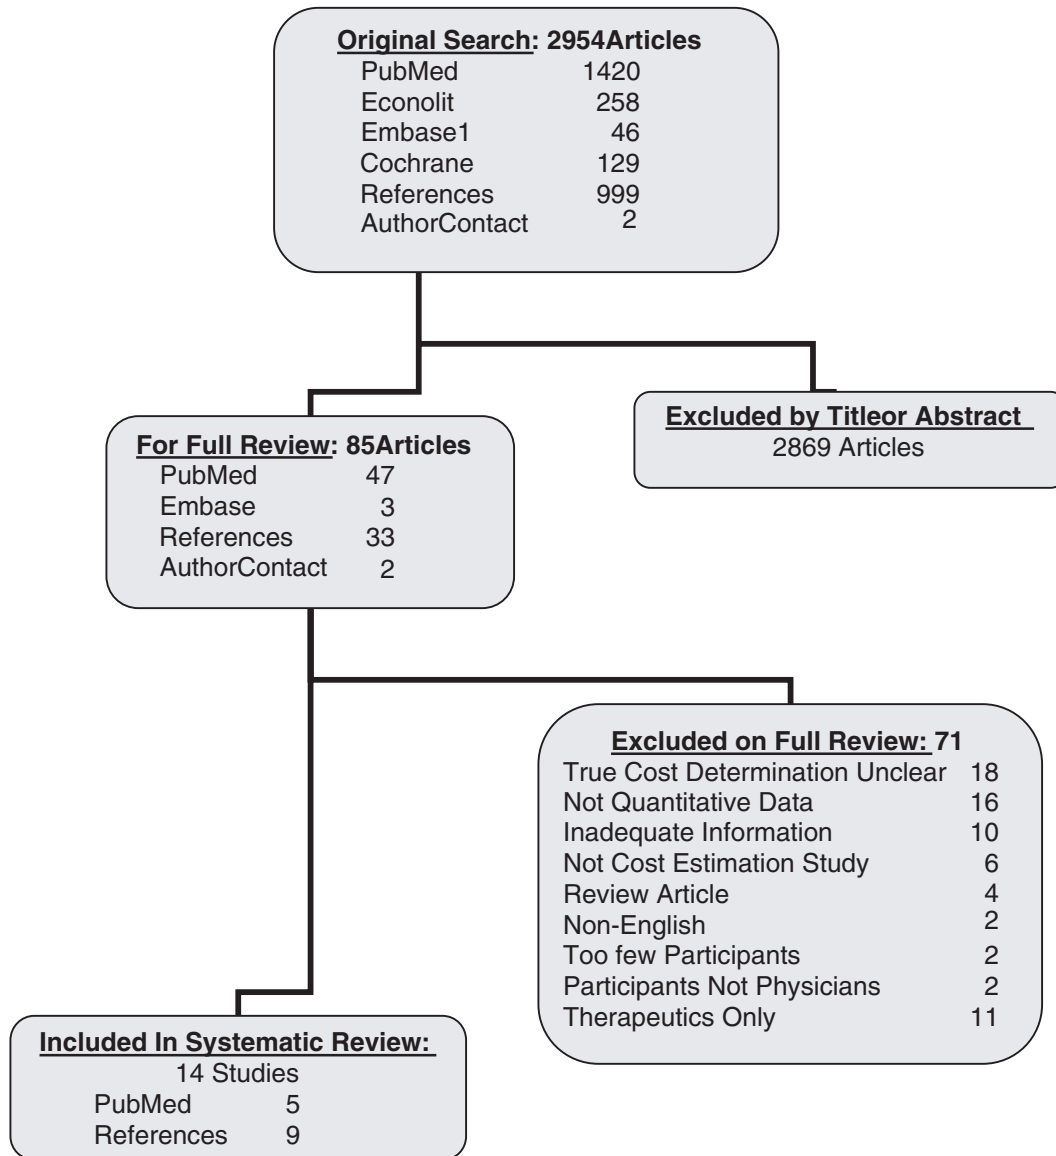 Original Search: 2954Articles
PubMed 1420
Econolit 258
Embase1 46
Cochrane 129
References 999
AuthorContact 2
Excluded by Titleor Abstract
2869 Articles
For Full Review: 85Articles
PubMed 47
Embase 3
References 33
AuthorContact 2
Excluded on Full Review: 71
True Cost Determination Unclear 18
Not Quantitative Data 16
Inadequate Information 10
Not Cost Estimation Study 6
Review Article 4
Non-English 2
Too few Participants 2
Participants Not Physicians 2
Therapeutics Only 11
Included In Systematic Review:
14 Studies
PubMed 5
References 9